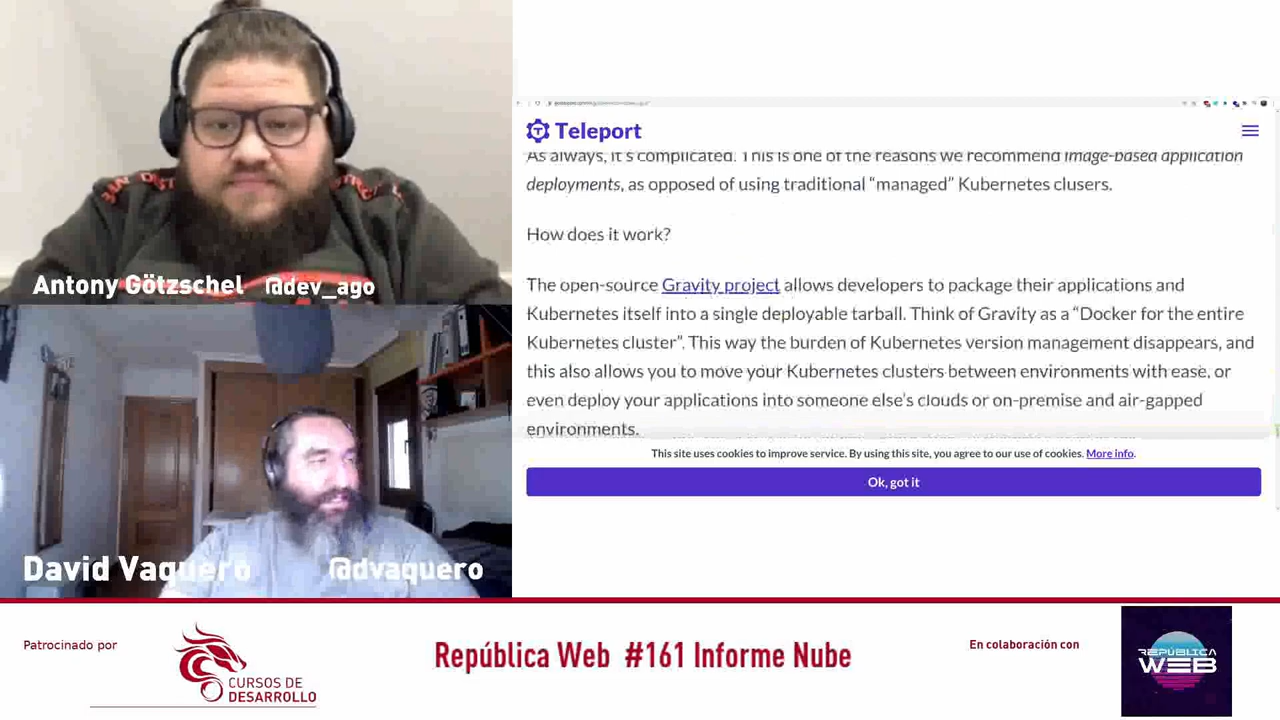 Antony Götzschel @dev_ago
David Vaquero @dvaquero
Teleport
As always, it's complicated. This is one of the reasons we recommend image-based application
deployments, as opposed of using traditional “managed” Kubernetes clusers.
How does it work?
The open-source Gravity project allows developers to package their applications and
Kubernetes itself into a single deployable tarball. Think of Gravity as a “Docker for the entire
Kubernetes cluster”. This way the burden of Kubernetes version management disappears, and
this also allows you to move your Kubernetes clusters between environments with ease, or
even deploy your applications into someone else's clouds or on-premise and air-gapped
environments.
This site uses cookies to improve service. By using this site, you agree to our use of cookies. More info.
Ok, got it
Patrocinado por
CURSOS DE
DESARROLLO
República Web #161 Informe Nube
En colaboración con
REPÚBLICA
WEB